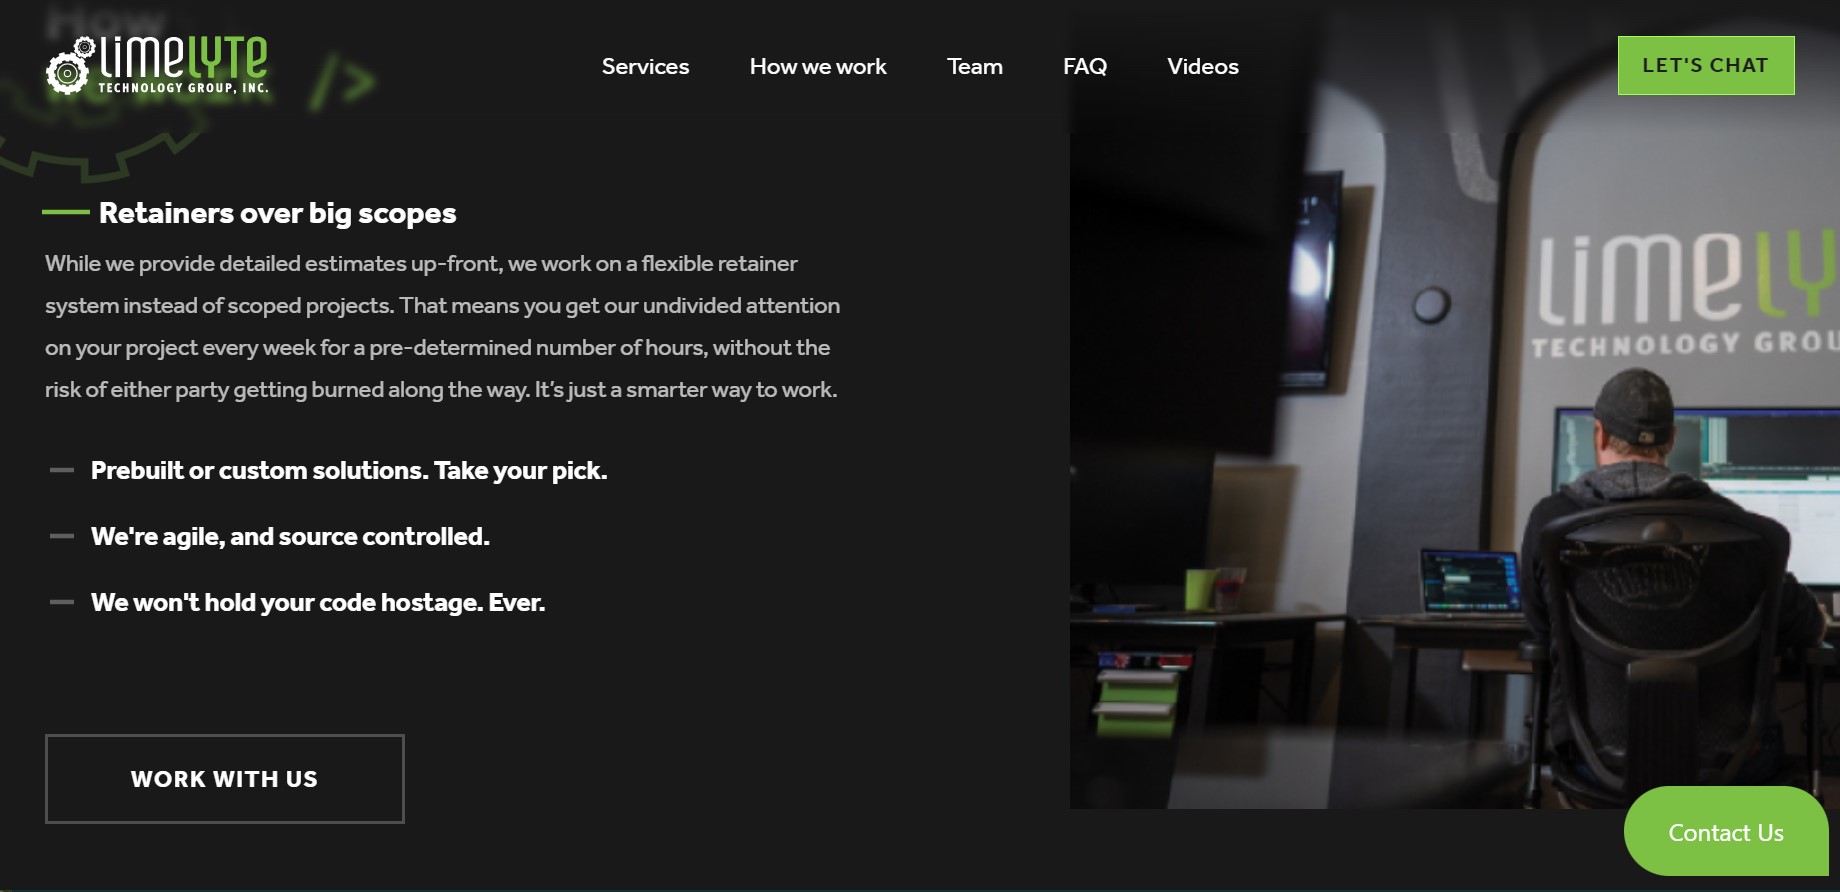 How
we work />
limelyte
TECHNOLOGY GROUP, INC.
Services
How we work
Team
FAQ
Videos
LET'S CHAT
Retainers over big scopes
While we provide detailed estimates up-front, we work on a flexible retainer
system instead of scoped projects. That means you get our undivided attention
on your project every week for a pre-determined number of hours, without the
risk of either party getting burned along the way. It’s just a smarter way to work.
Prebuilt or custom solutions. Take your pick.
We're agile, and source controlled.
We won't hold your code hostage. Ever.
WORK WITH US
limely
TECHNOLOGY GROU
Contact Us